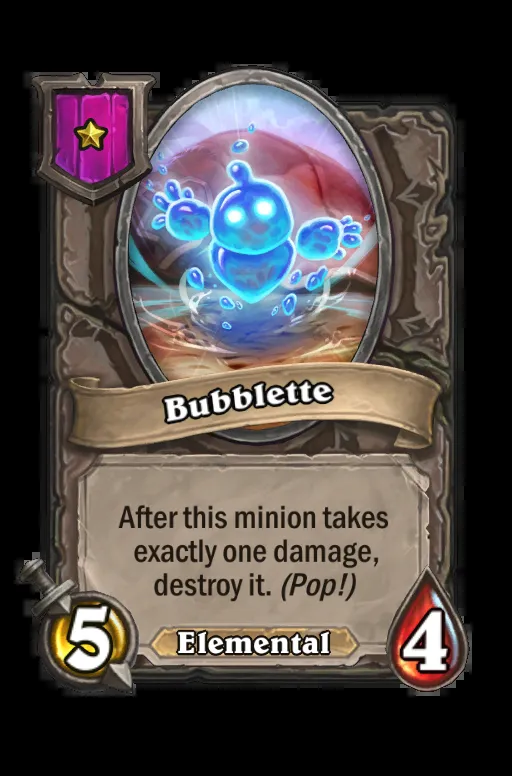 Bubblette
After this minion takes
exactly one damage,
destroy it. (Pop!)
5
Elemental
4